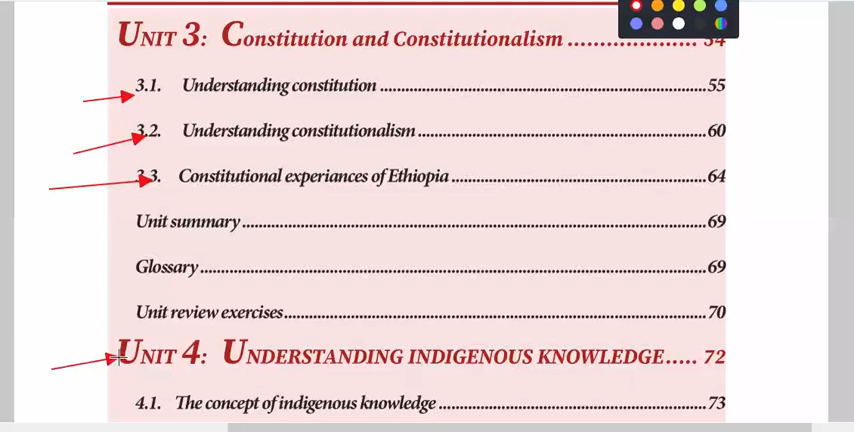 UNIT 3: Constitution and Constitutionalism ..................... 54
3.1. Understanding constitution ............................................................ 55
3.2. Understanding constitutionalism ............................................................ 60
3.3. Constitutional experiances of Ethiopia ............................................................ 64
Unit summary ............................................................ 69
Glossary ............................................................ 69
Unit review exercises ............................................................ 70
UNIT 4: UNDERSTANDING INDIGENOUS KNOWLEDGE ..... 72
4.1. The concept of indigenous knowledge ............................................................ 73